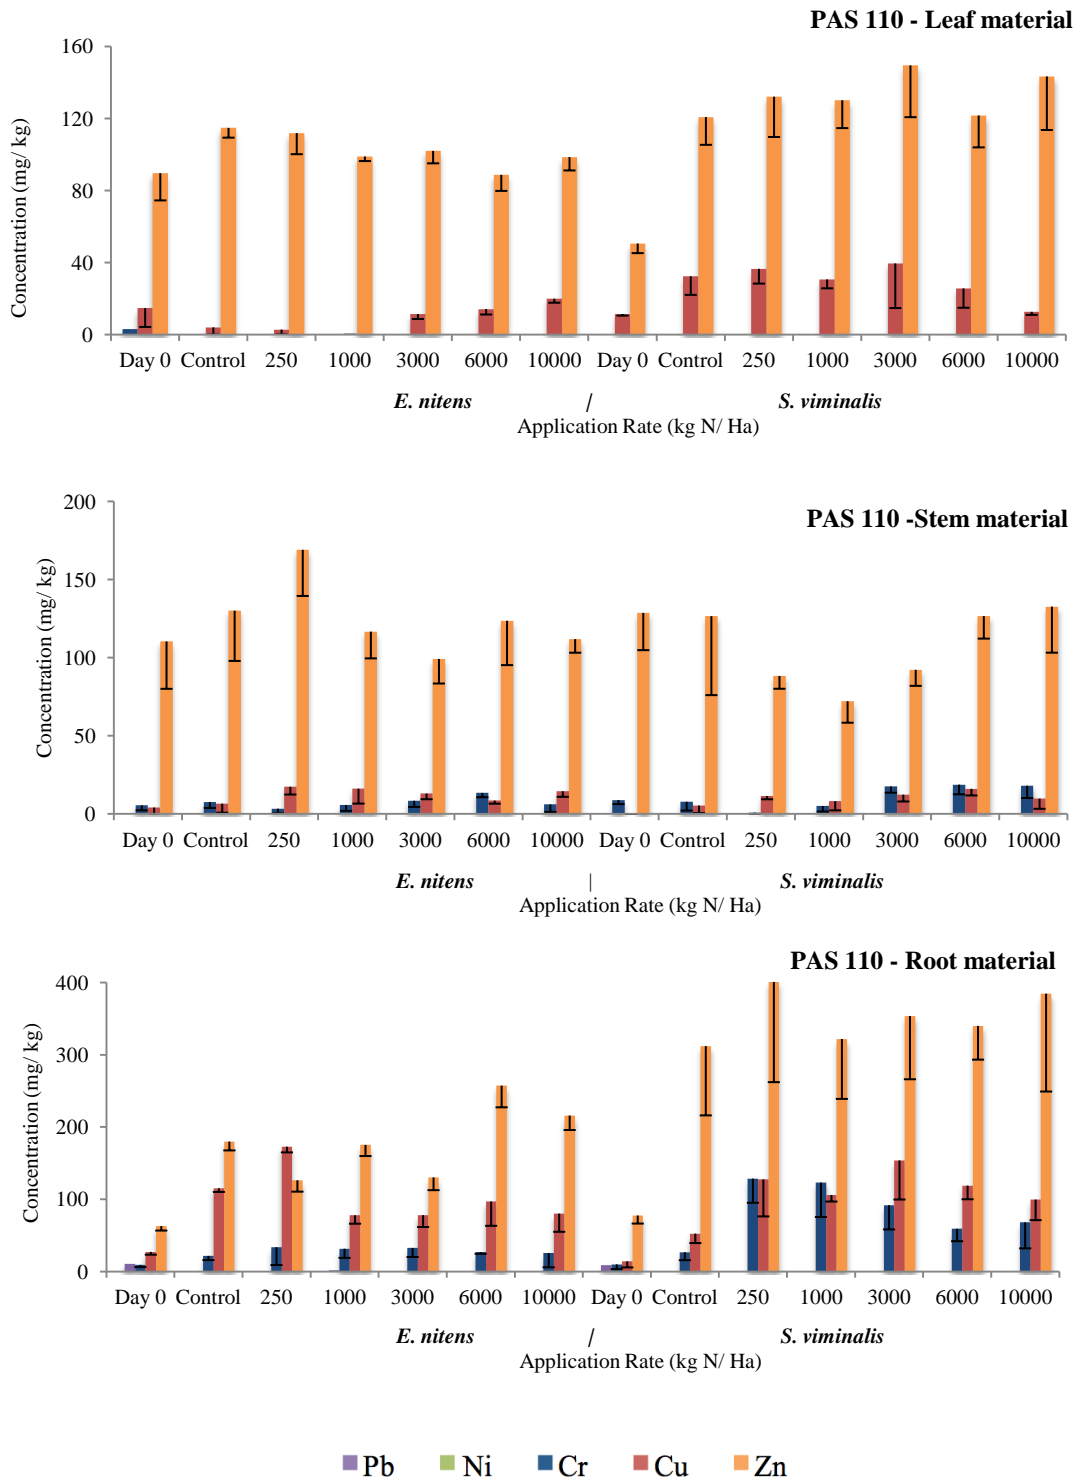 PAS 110 - Leaf material
160
120
80
40
0
Concentration (mg/ kg)
Day 0 Control 250 1000 3000 6000 10000 Day 0 Control 250 1000 3000 6000 10000
E. nitens / S. viminalis
Application Rate (kg N/ Ha)
PAS 110 -Stem material
200
150
100
50
0
Concentration (mg/ kg)
Day 0 Control 250 1000 3000 6000 10000 Day 0 Control 250 1000 3000 6000 10000
E. nitens | S. viminalis
Application Rate (kg N/ Ha)
PAS 110 - Root material
400
300
200
100
0
Concentration (mg/ kg)
Day 0 Control 250 1000 3000 6000 10000 Day 0 Control 250 1000 3000 6000 10000
E. nitens / S. viminalis
Application Rate (kg N/ Ha)
Pb Ni Cr Cu Zn